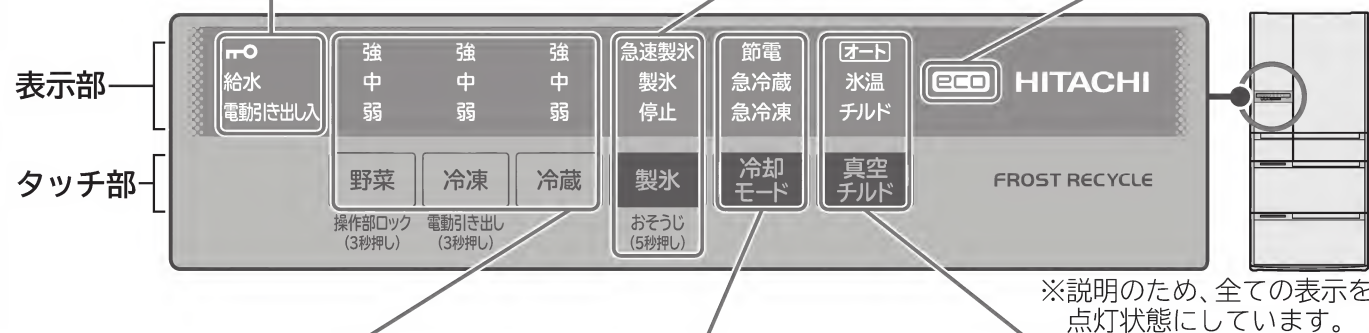 表示部
給水
電動引き出し入
強 強 強
中 中 中
弱 弱 弱
急速製氷
製氷
停止
節電
急冷蔵
急冷凍
オート
氷温
チルド
eco
HITACHI
タッチ部
野菜
冷凍
冷蔵
製氷
冷却
モード
真空
チルド
FROST RECYCLE
操作部ロック
(3秒押し)
電動引き出し
(3秒押し)
おそうじ
(5秒押し)
※説明のため、全ての表示を
点灯状態にしています。